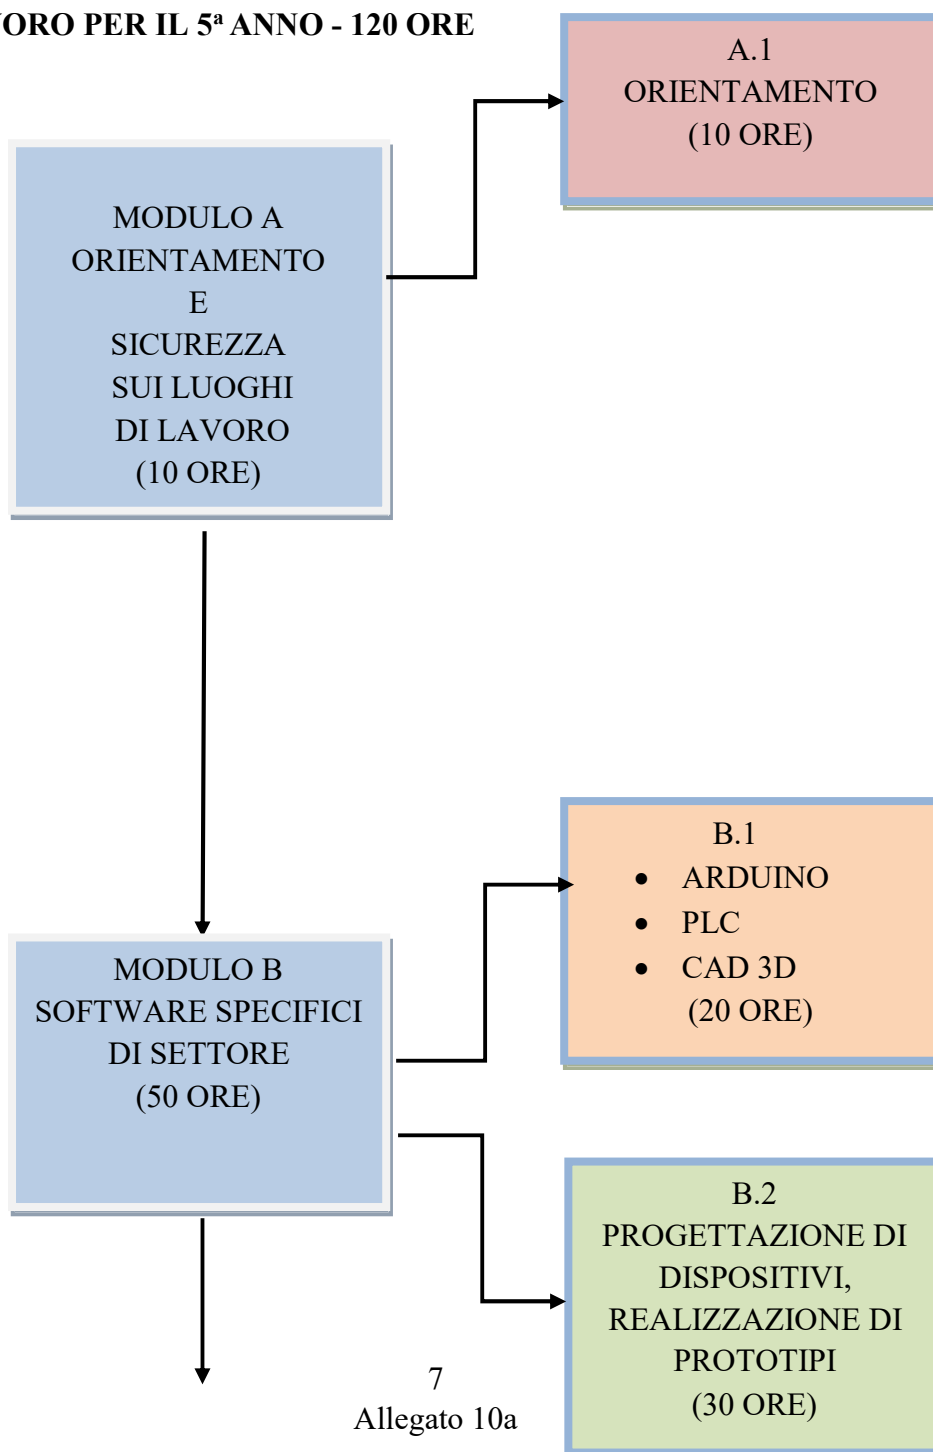 VORO PER IL 5ª ANNO - 120 ORE
A.1
ORIENTAMENTO
(10 ORE)
MODULO A
ORIENTAMENTO
E
SICUREZZA
SUI LUOGHI
DI LAVORO
(10 ORE)
B.1
• ARDUINO
• PLC
• CAD 3D
(20 ORE)
MODULO B
SOFTWARE SPECIFICI
DI SETTORE
(50 ORE)
B.2
PROGETTAZIONE DI
DISPOSITIVI,
REALIZZAZIONE DI
PROTOTIPI
(30 ORE)
7
Allegato 10a